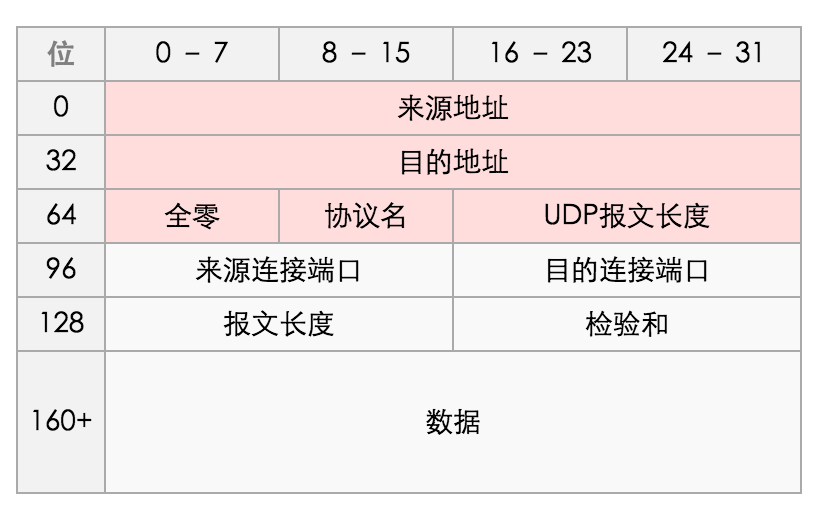 位 0 – 7 8 – 15 16 – 23 24 – 31
0 来源地址
32 目的地址
64 全零 协议名 UDP报文长度
96 来源连接端口 目的连接端口
128 报文长度 检验和
160+ 数据